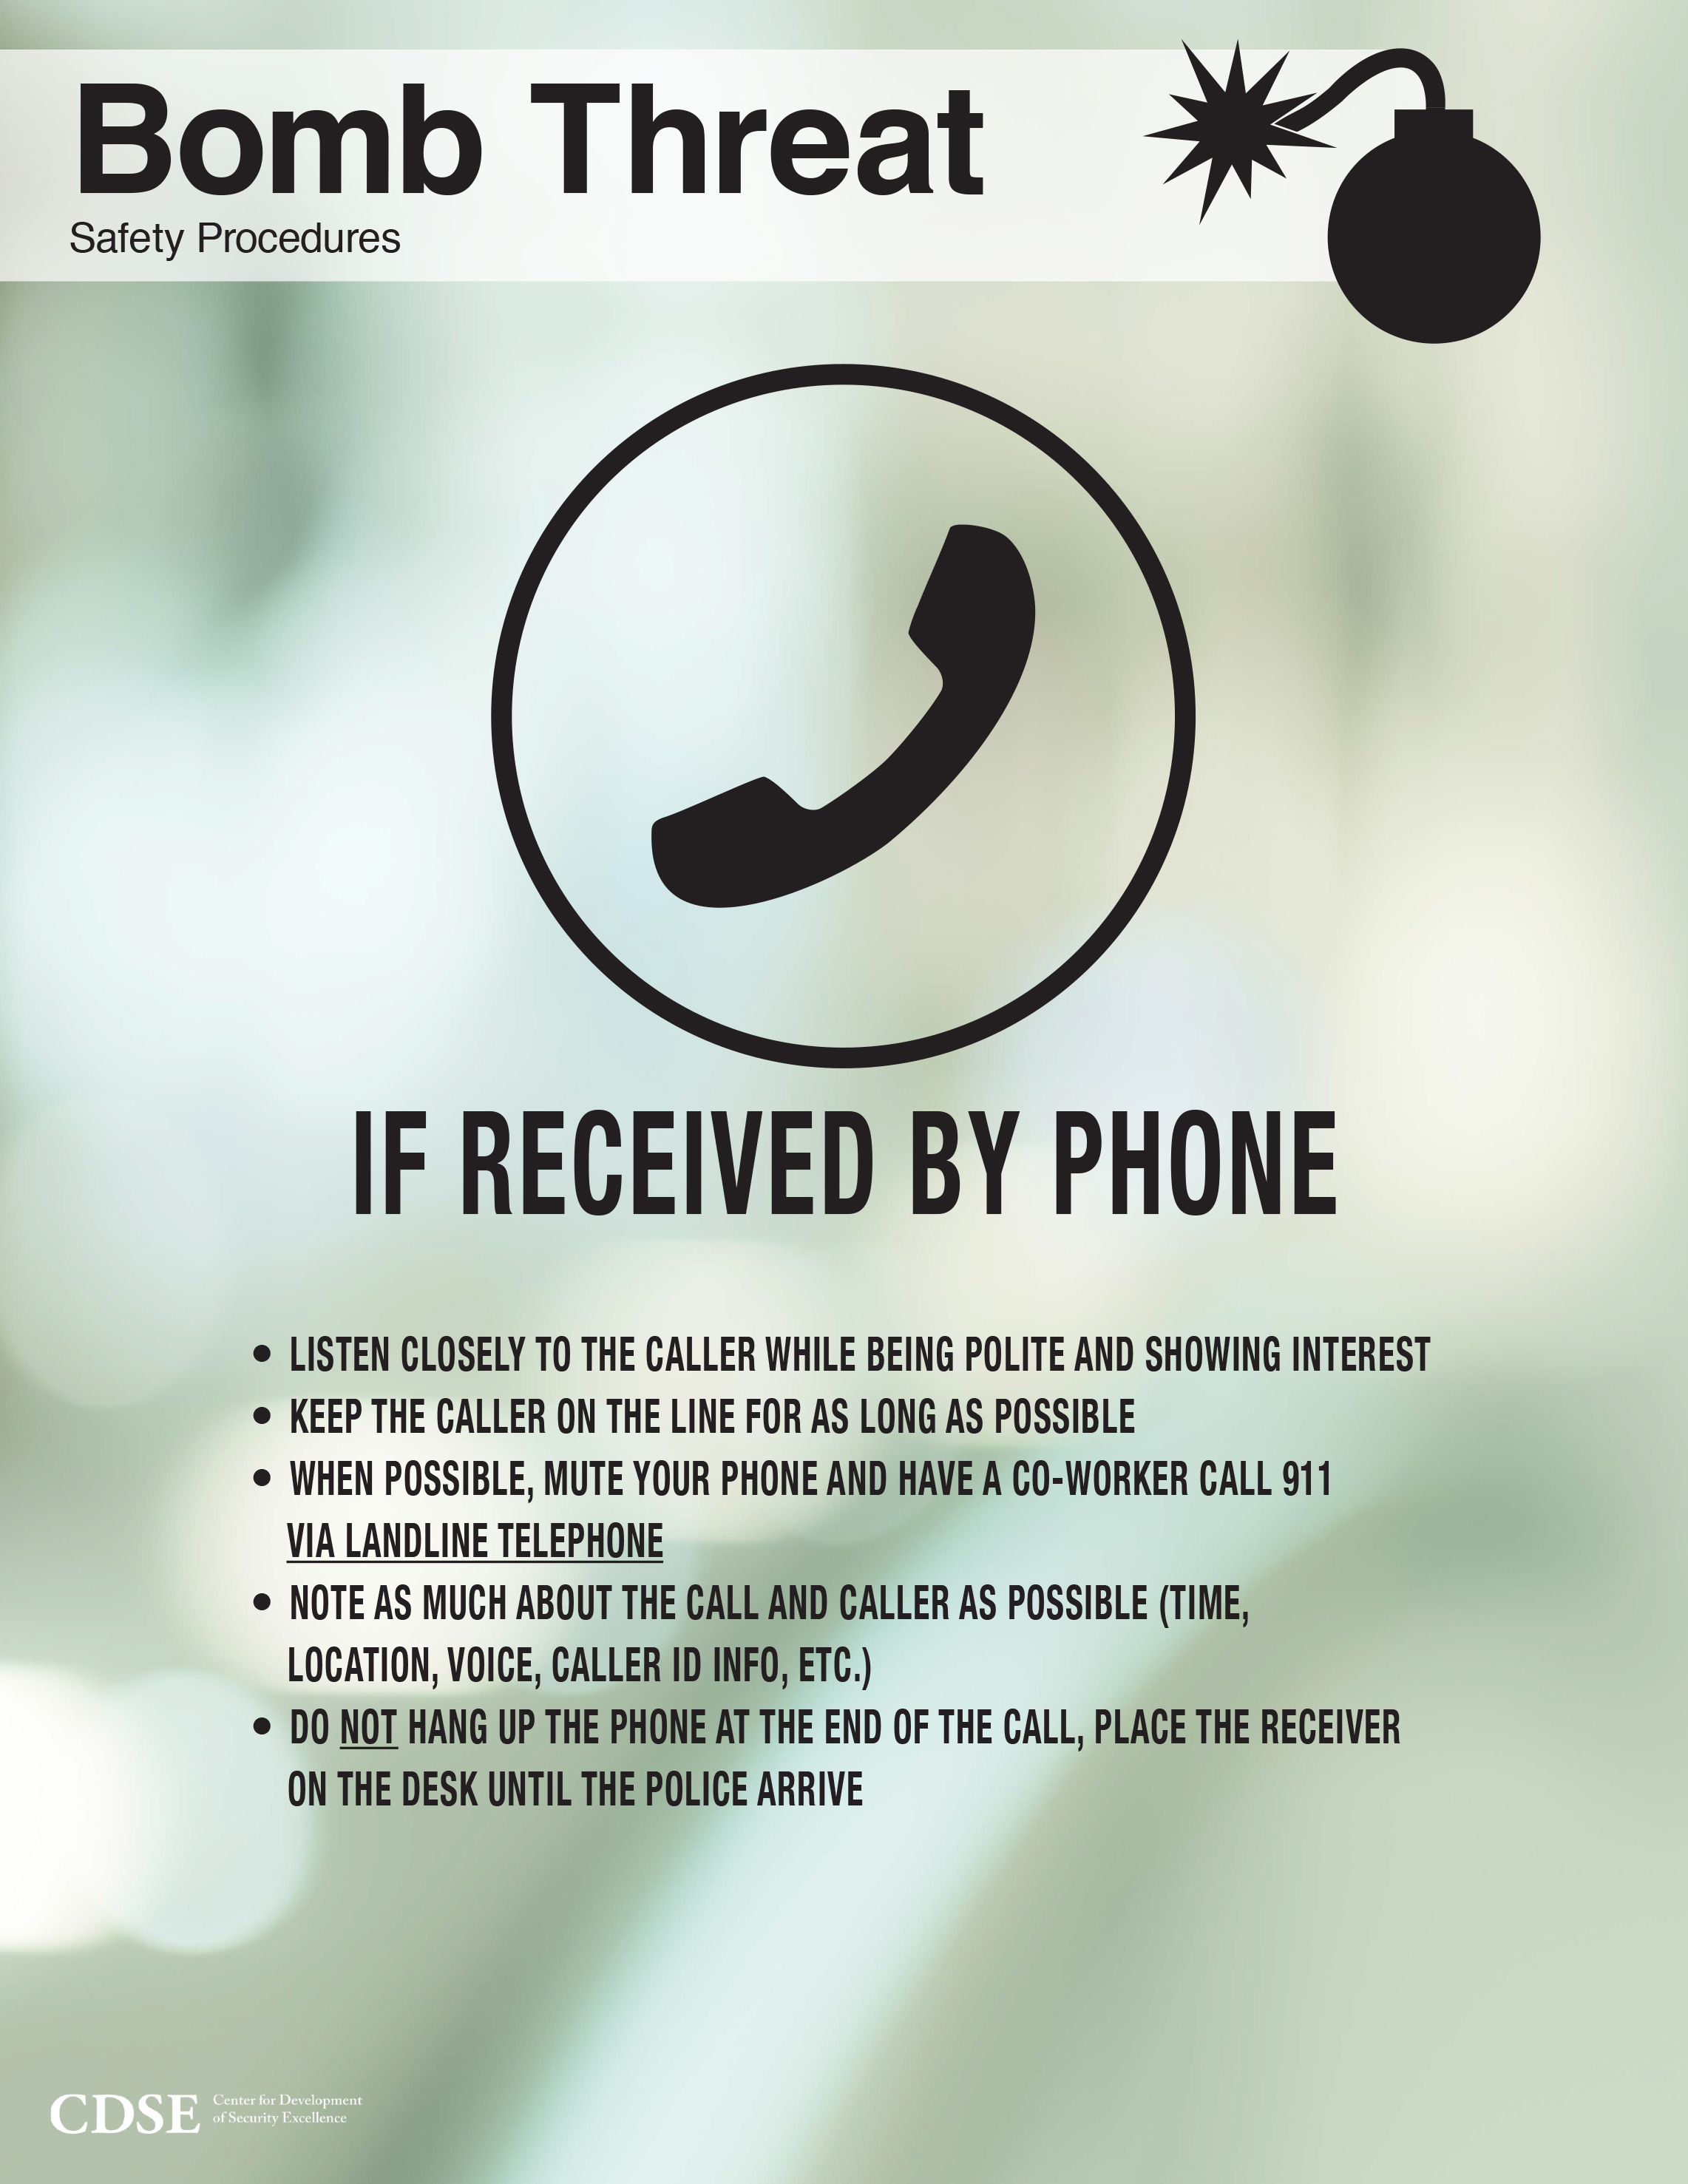 Bomb Threat
Safety Procedures
IF RECEIVED BY PHONE
• LISTEN CLOSELY TO THE CALLER WHILE BEING POLITE AND SHOWING INTEREST
• KEEP THE CALLER ON THE LINE FOR AS LONG AS POSSIBLE
• WHEN POSSIBLE, MUTE YOUR PHONE AND HAVE A CO-WORKER CALL 911
VIA LANDLINE TELEPHONE
• NOTE AS MUCH ABOUT THE CALL AND CALLER AS POSSIBLE (TIME,
LOCATION, VOICE, CALLER ID INFO, ETC.)
• DO NOT HANG UP THE PHONE AT THE END OF THE CALL, PLACE THE RECEIVER
ON THE DESK UNTIL THE POLICE ARRIVE
CDSE
Center for Development
of Security Excellence